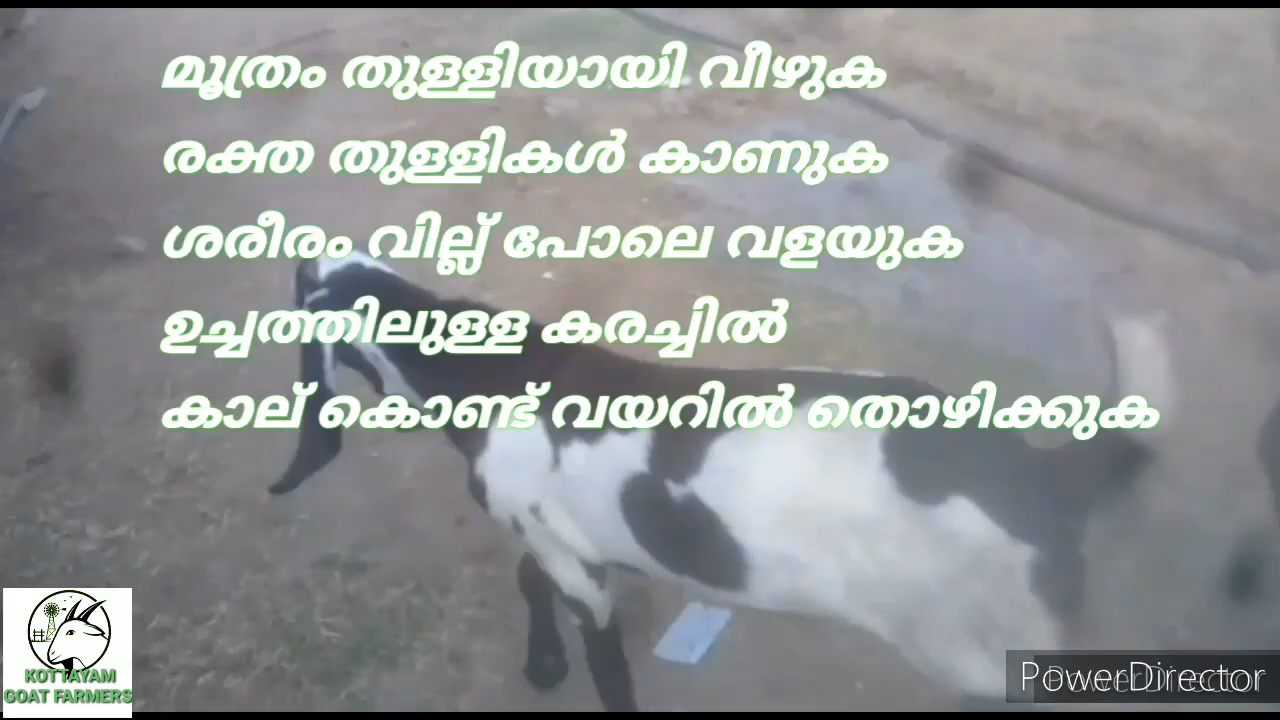 മൂത്രം തുള്ളിയായി വീഴുക
രക്ത തുള്ളികൾ കാണുക
ശരീരം വില്ല് പോലെ വളയുക
ഉച്ചത്തിലുള്ള കരച്ചിൽ
കാല് കൊണ്ട് വയറിൽ തൊഴിക്കുക
KOTTAYAM
GOAT FARMERS
PowerDirector